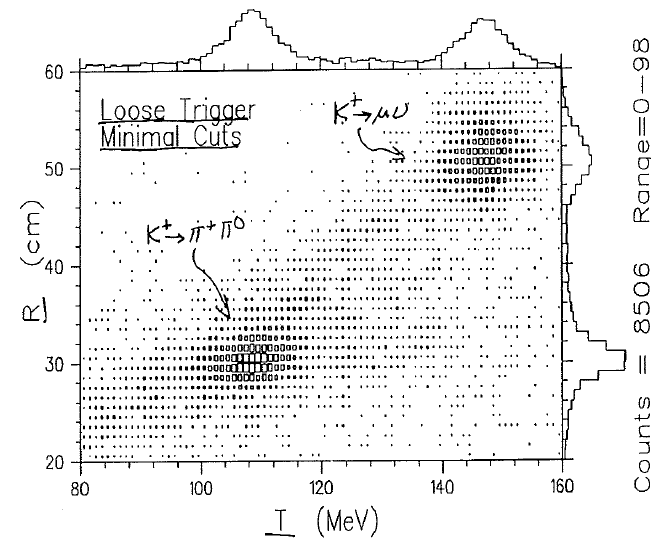 Loose Trigger
Minimal Cuts
K⁺→μν
K⁺→π⁺π⁰
60
50
40
30
20
R (cm)
80
100
120
140
160
T (MeV)
Counts = 8506 Range=0-98